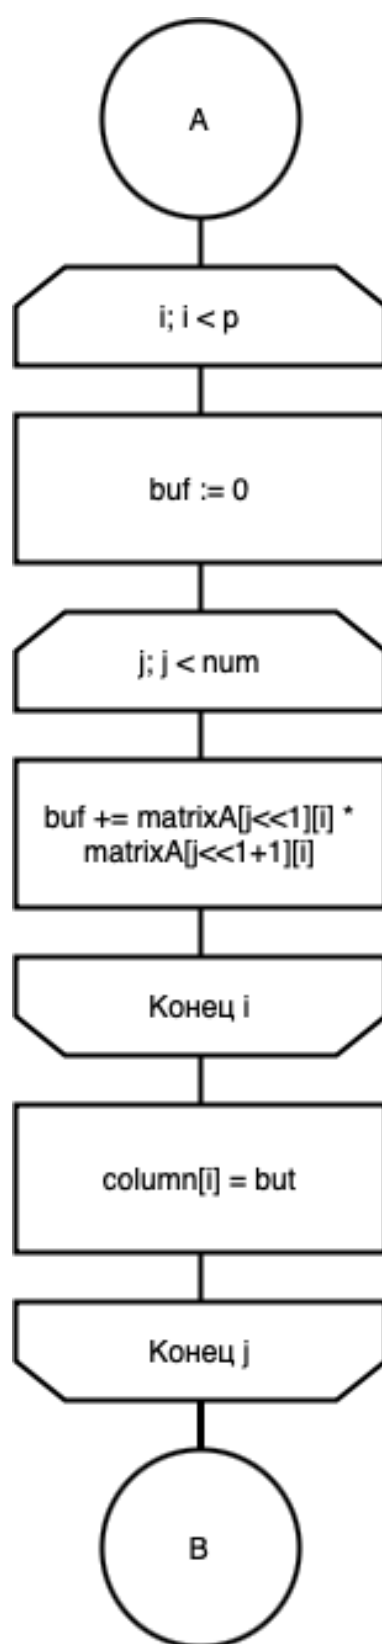 A
i; i < p
buf := 0
j; j < num
buf += matrixA[j<<1][i] *
matrixA[j<<1+1][i]
Конец i
column[i] = but
Конец j
B